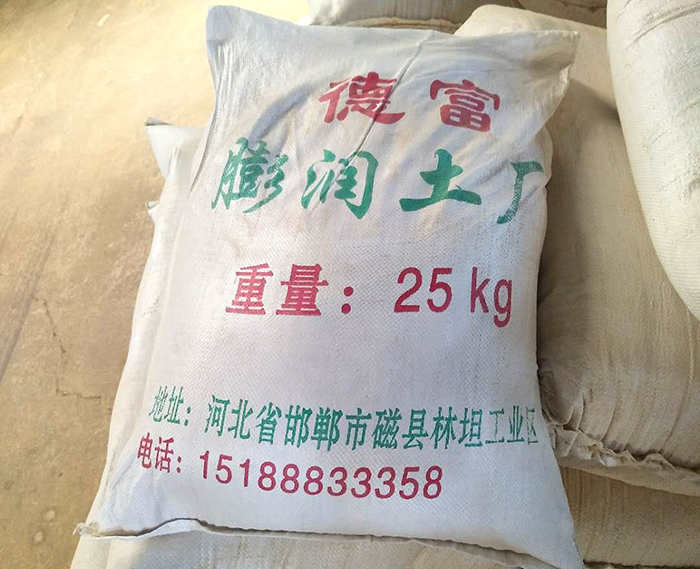 德富
膨润土厂
重量：25kg
地址：河北省邯郸市磁县林坦工业区
电话：15188833358